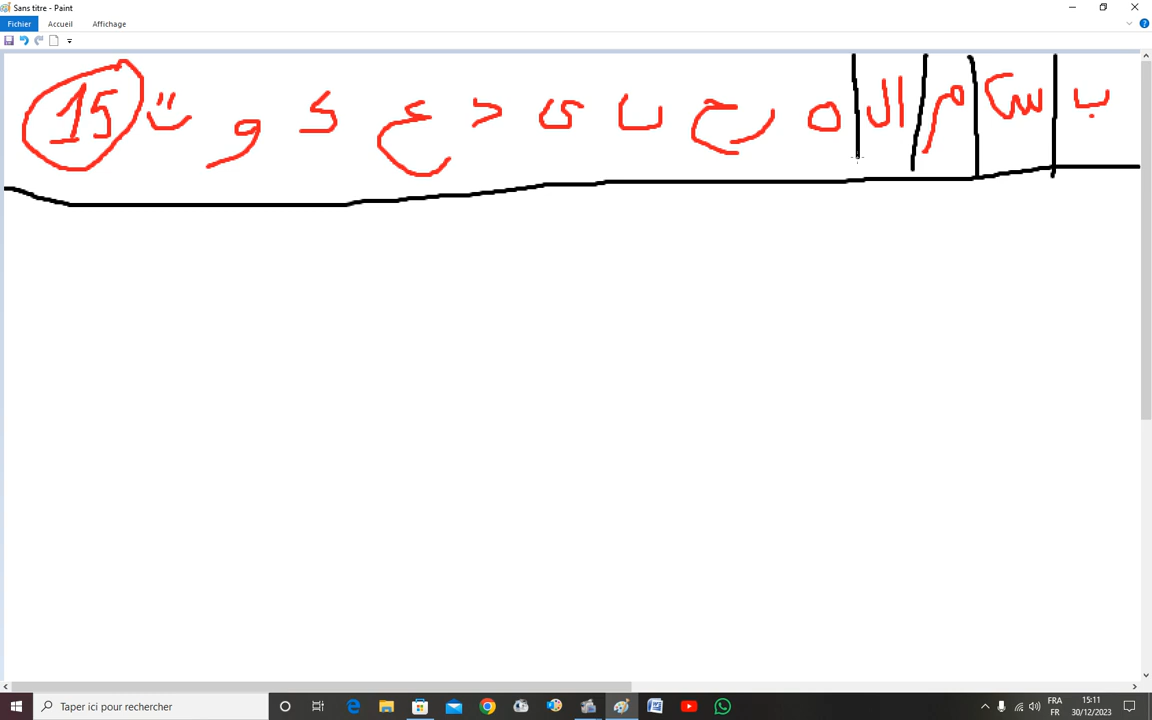 Sans titre - Paint
Fichier Accueil Affichage
ب س م ال ه ح ٮ ى د ع ک و ت 15
Taper ici pour rechercher
FRA 15:11
FR 30/12/2023